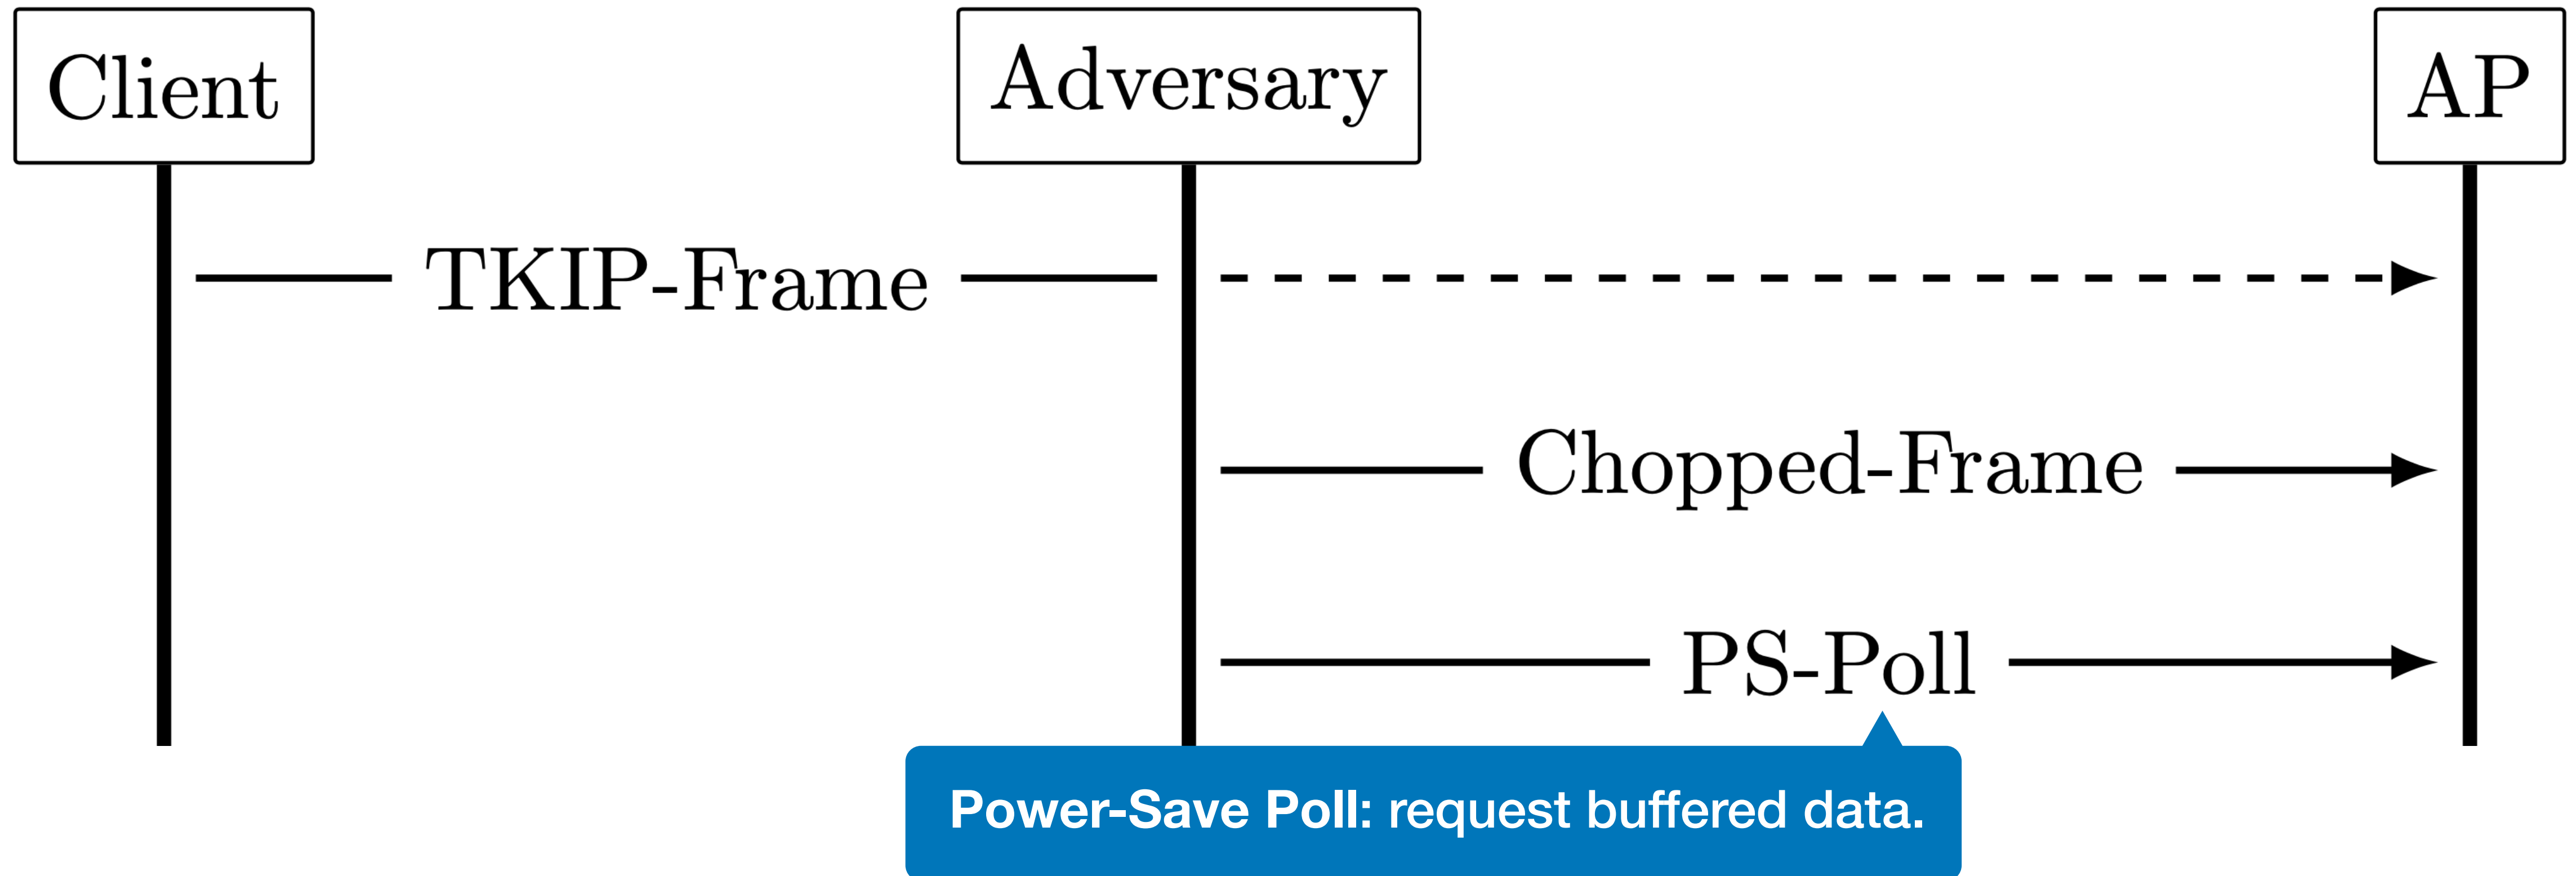 Client
Adversary
AP
TKIP-Frame
Chopped-Frame
PS-Poll
Power-Save Poll: request buffered data.